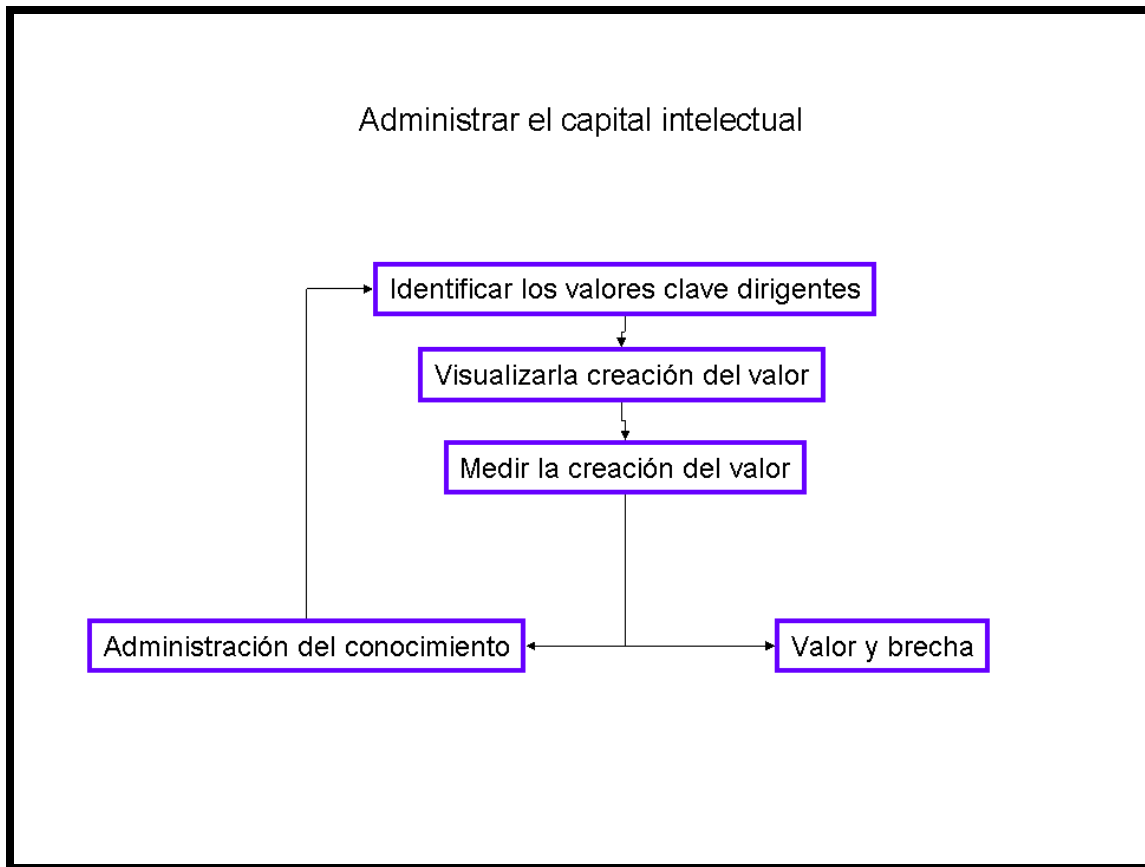 Administrar el capital intelectual
Identificar los valores clave dirigentes
Visualizarla creación del valor
Medir la creación del valor
Administración del conocimiento
Valor y brecha